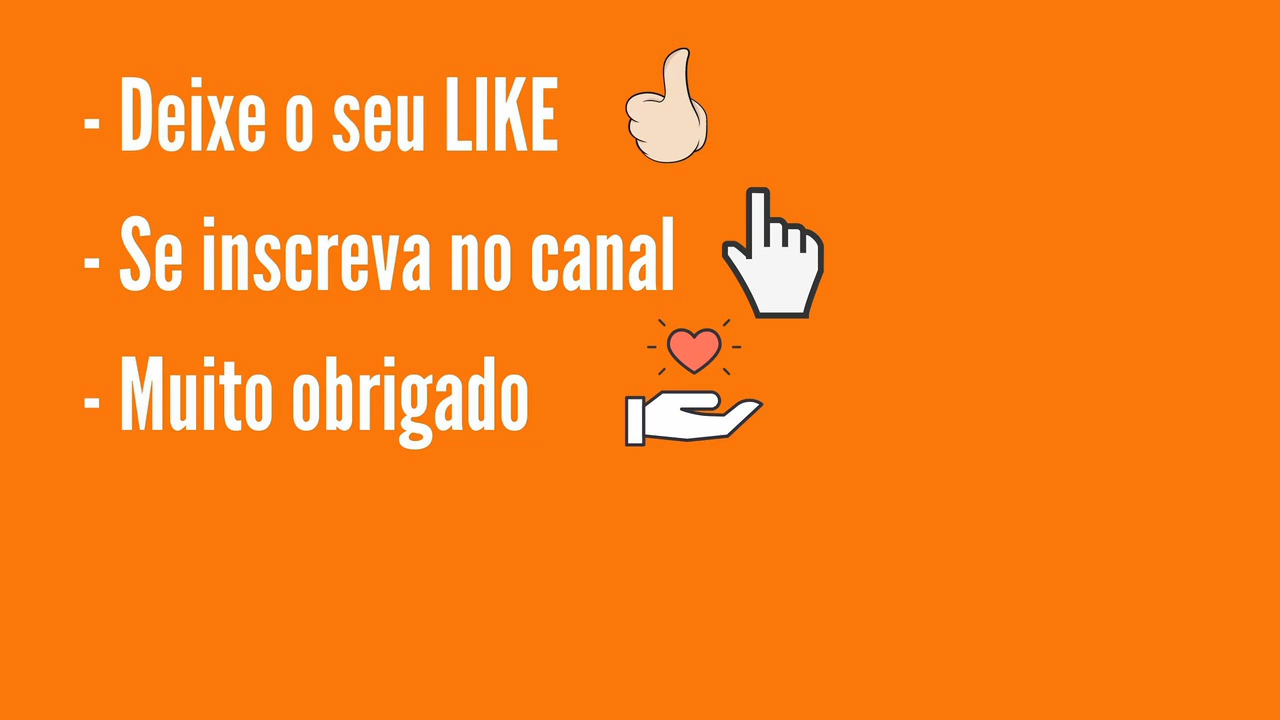 - Deixe o seu LIKE
- Se inscreva no canal
- Muito obrigado